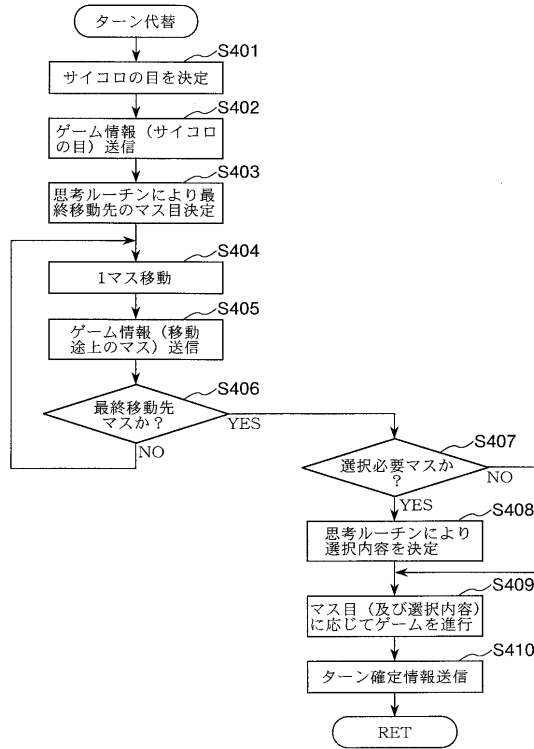 ターン代替
S401
サイコロの目を決定
S402
ゲーム情報（サイコロ
の目）送信
S403
思考ルーチンにより最
終移動先のマス目決定
S404
1マス移動
S405
ゲーム情報（移動
途上のマス）送信
S406
最終移動先
マスか？
YES
NO
S407
選択必要マスか
？
NO
YES
S408
思考ルーチンにより
選択内容を決定
S409
マス目（及び選択内容）
に応じてゲームを進行
S410
ターン確定情報送信
RET